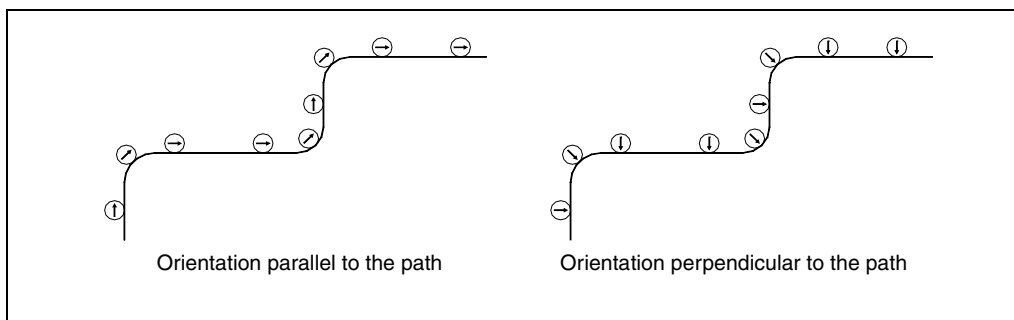 Orientation parallel to the path
Orientation perpendicular to the path